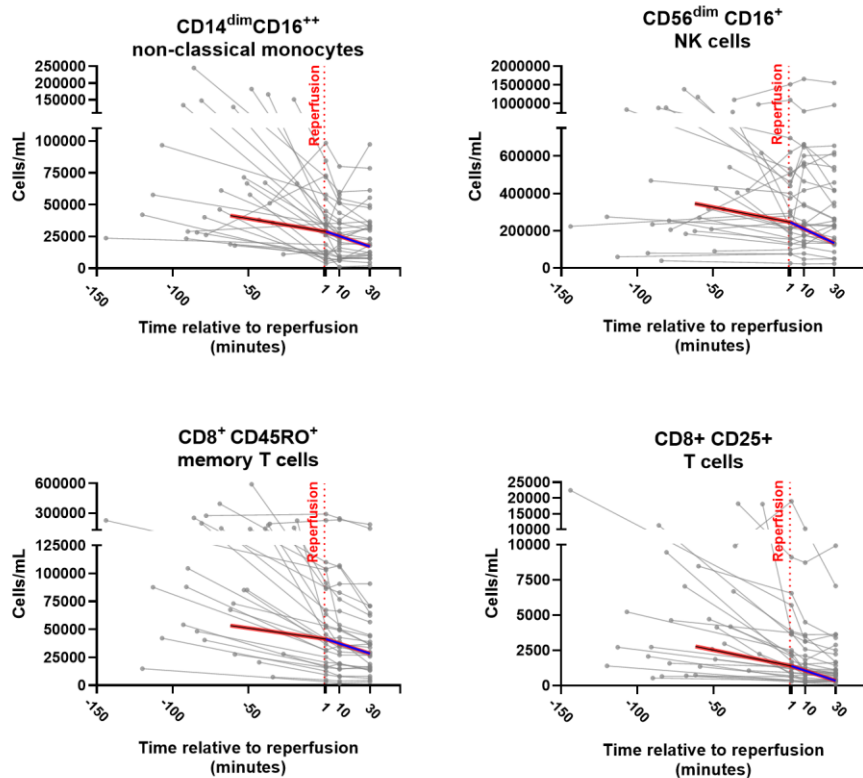 CD14dimCD16++
non-classical monocytes
250000
200000
150000
100000
75000
50000
25000
0
Cells/mL
Reperfusion
-150
-100
-50
1
10
30
Time relative to reperfusion
(minutes)
CD56dim CD16+
NK cells
2000000
1500000
1000000
600000
400000
200000
0
Cells/mL
Reperfusion
-150
-100
-50
1
10
30
Time relative to reperfusion
(minutes)
CD8+ CD45RO+
memory T cells
600000
300000
125000
100000
75000
50000
25000
0
Cells/mL
Reperfusion
-150
-100
-50
1
10
30
Time relative to reperfusion
(minutes)
CD8+ CD25+
T cells
25000
20000
15000
10000
10000
7500
5000
2500
0
Cells/mL
Reperfusion
-150
-100
-50
1
10
30
Time relative to reperfusion
(minutes)